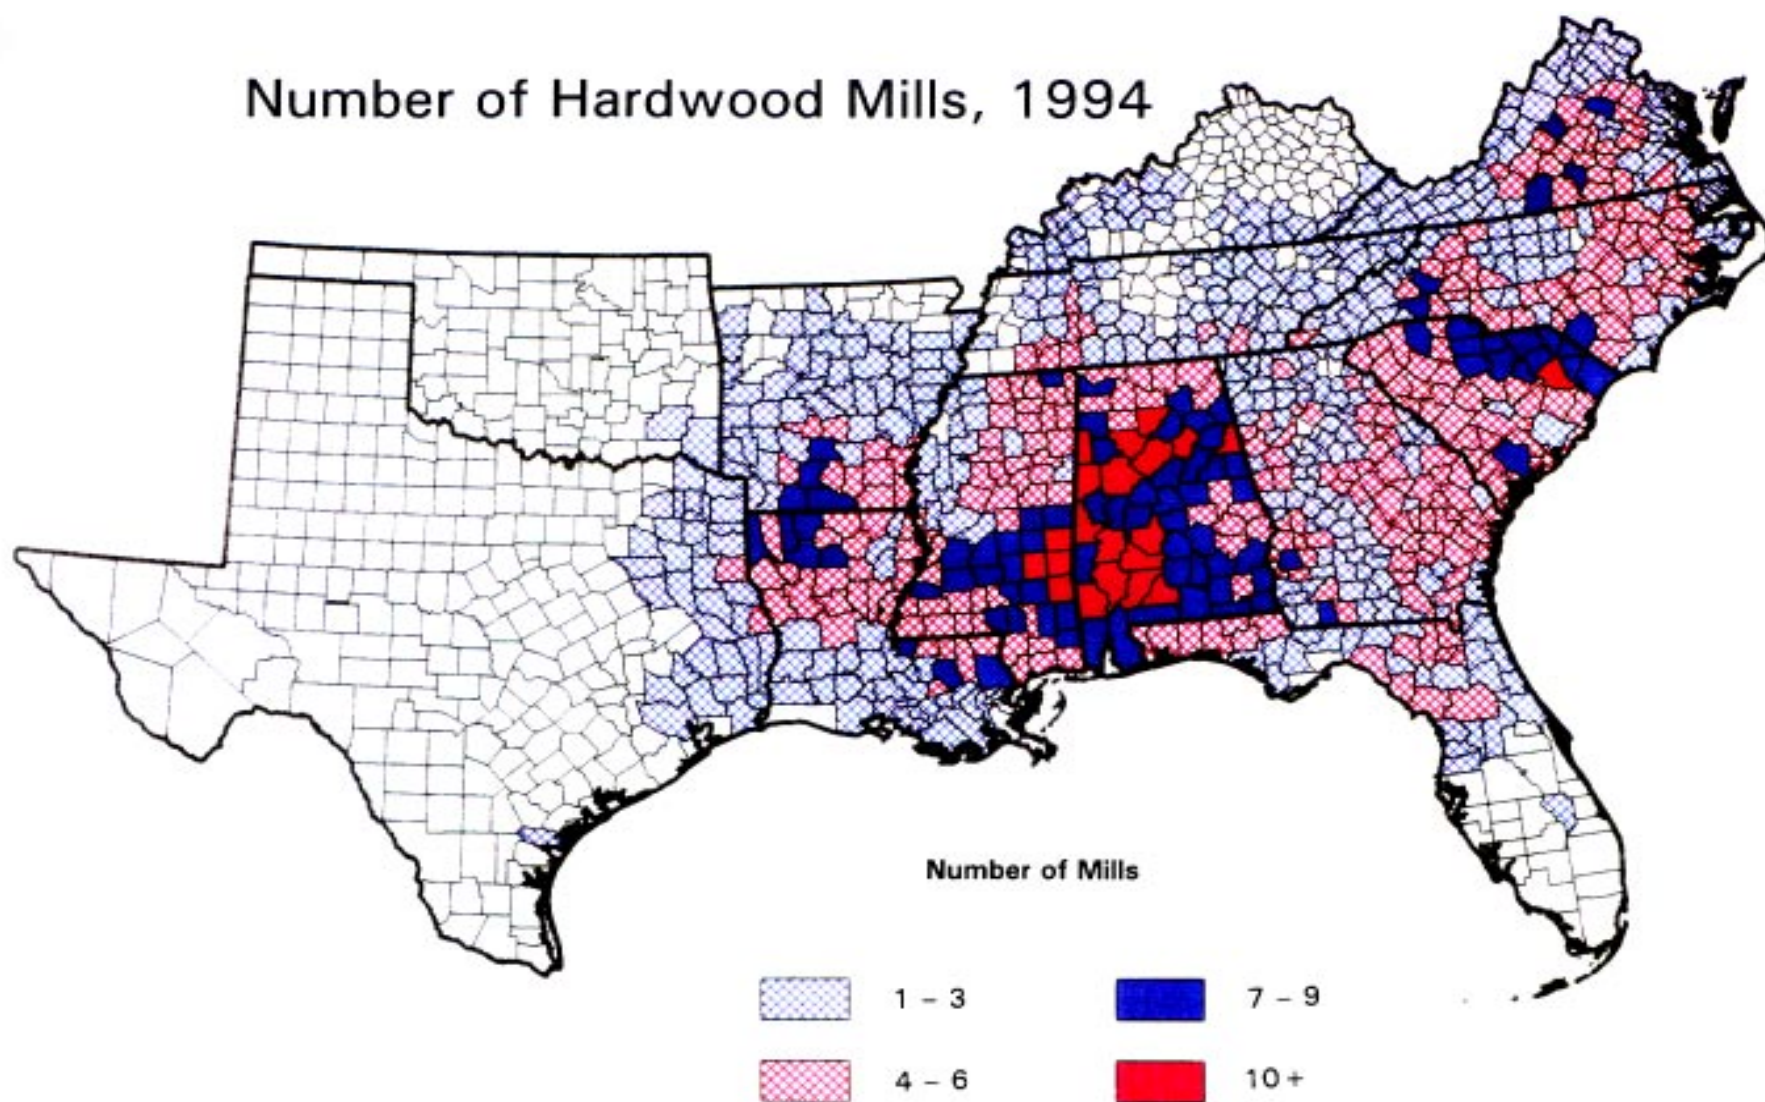 Number of Hardwood Mills, 1994
Number of Mills
1 - 3
7 - 9
4 - 6
10 +